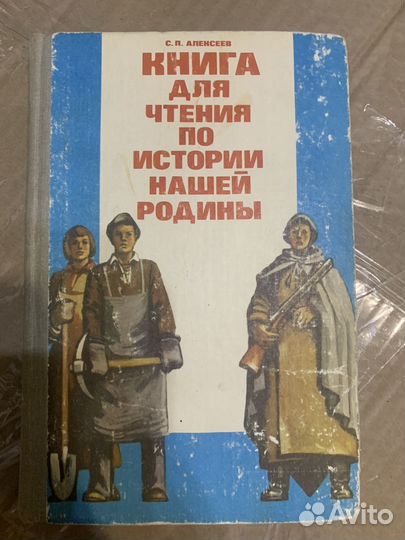 С. П. АЛЕКСЕЕВ
КНИГА
ДЛЯ
ЧТЕНИЯ
ПО
ИСТОРИИ
НАШЕЙ
РОДИНЫ
Avito